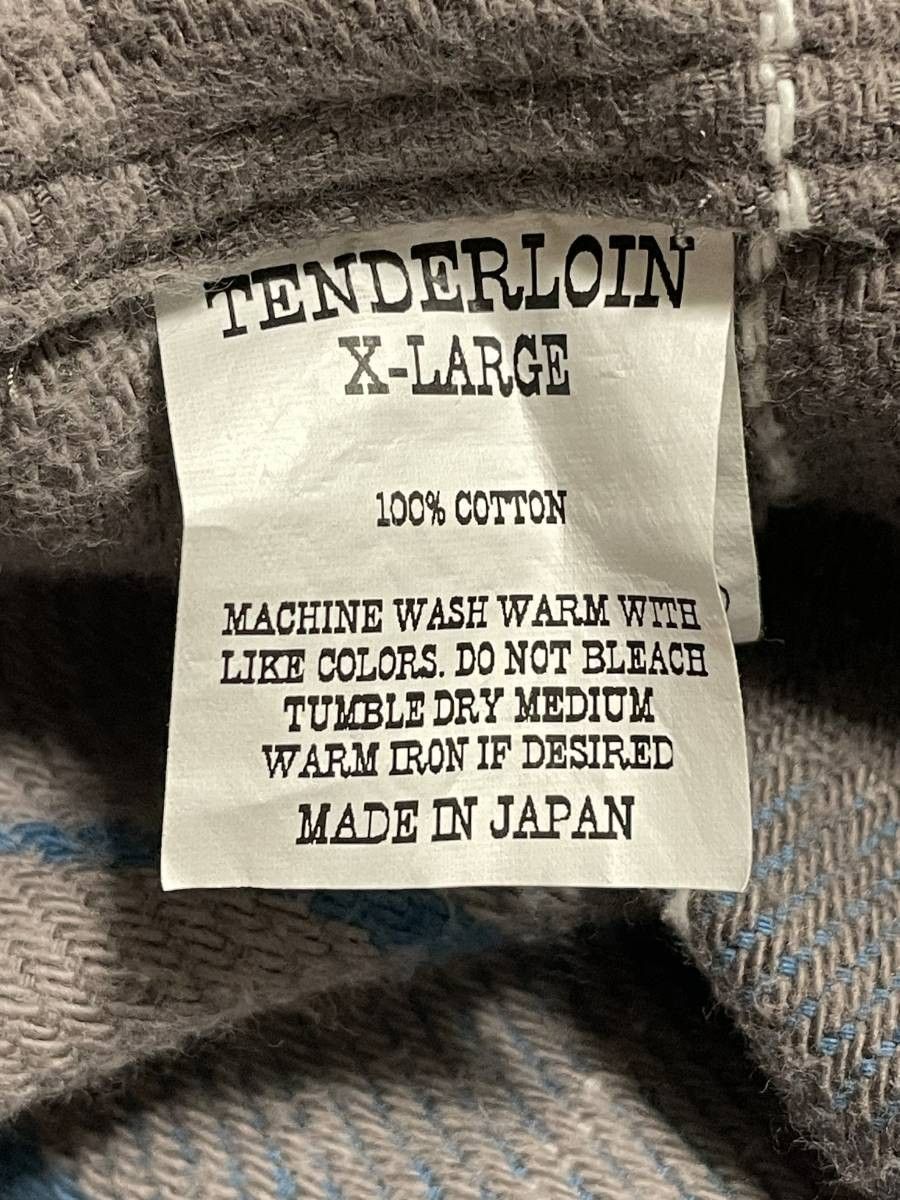 TENDERLOIN
X-LARGE
100% COTTON
MACHINE WASH WARM WITH
LIKE COLORS. DO NOT BLEACH
TUMBLE DRY MEDIUM
WARM IRON IF DESIRED
MADE IN JAPAN